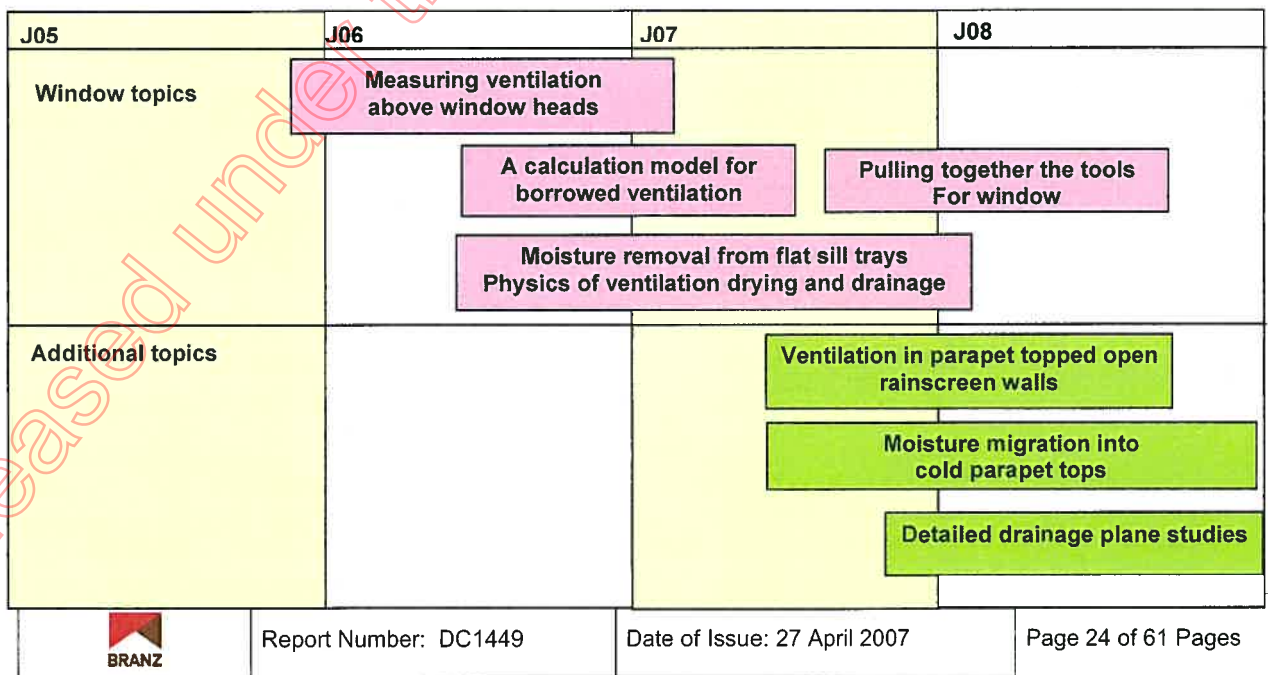 J05 J06 J07 J08
Window topics
Measuring ventilation
above window heads
A calculation model for
borrowed ventilation
Pulling together the tools
For window
Moisture removal from flat sill trays
Physics of ventilation drying and drainage
Additional topics
Ventilation in parapet topped open
rainscreen walls
Moisture migration into
cold parapet tops
Detailed drainage plane studies
BRANZ
Report Number: DC1449
Date of Issue: 27 April 2007
Page 24 of 61 Pages
eased under t